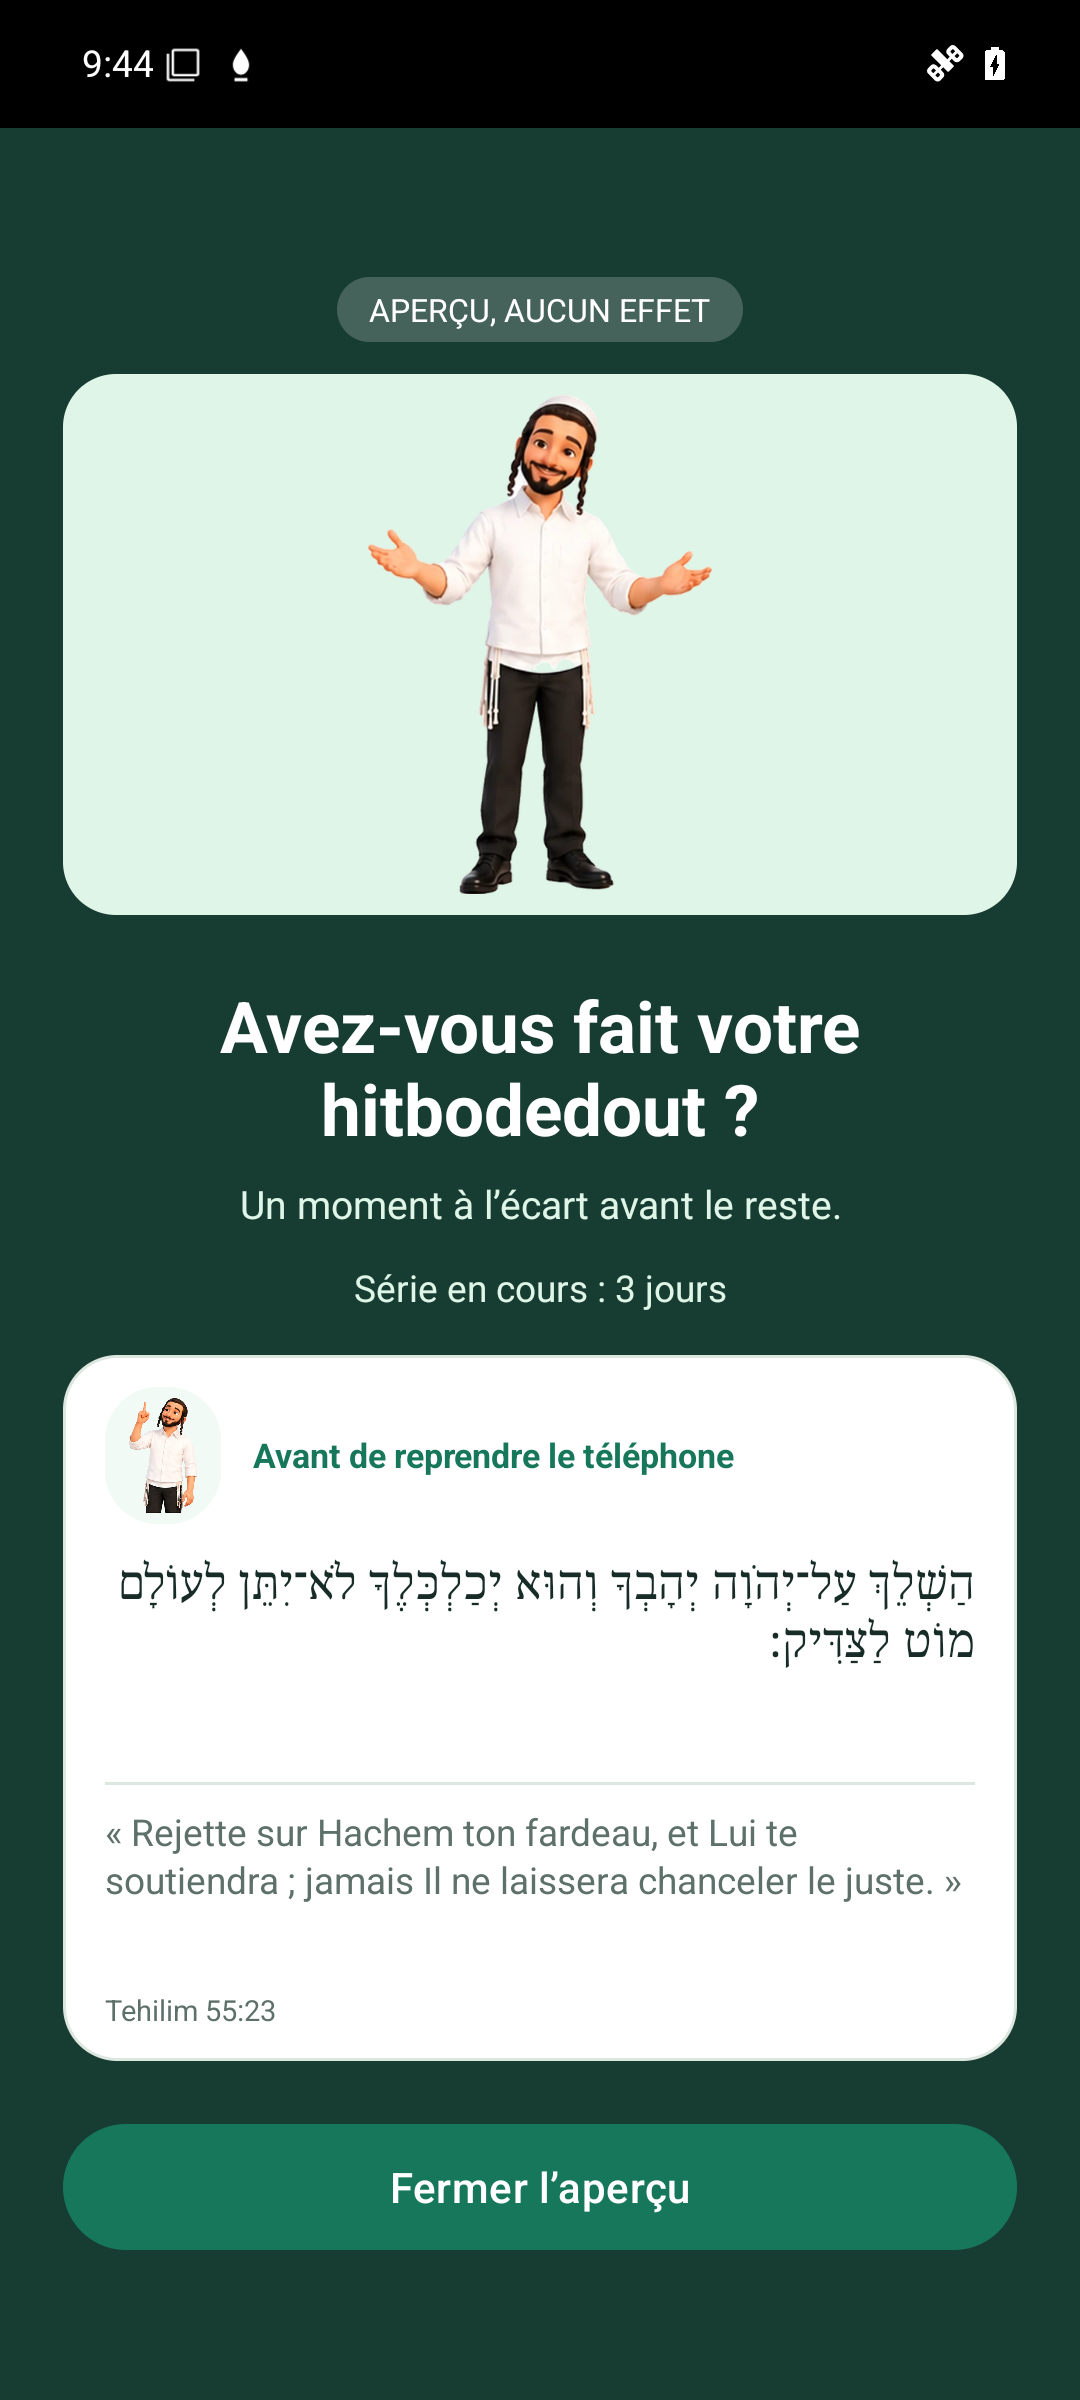 9:44
APERÇU, AUCUN EFFET
Avez-vous fait votre
hitbodedout ?
Un moment à l’écart avant le reste.
Série en cours : 3 jours
Avant de reprendre le téléphone
הַשְׁלֵךְ עַל־יְהֹוָה יְהָבְךָ וְהוּא יְכַלְכְּלֶךָ לֹא־יִתֵּן לְעוֹלָם
מוֹט לַצַּדִּיק׃
« Rejette sur Hachem ton fardeau, et Lui te
soutiendra ; jamais Il ne laissera chanceler le juste. »
Tehilim 55:23
Fermer l’aperçu